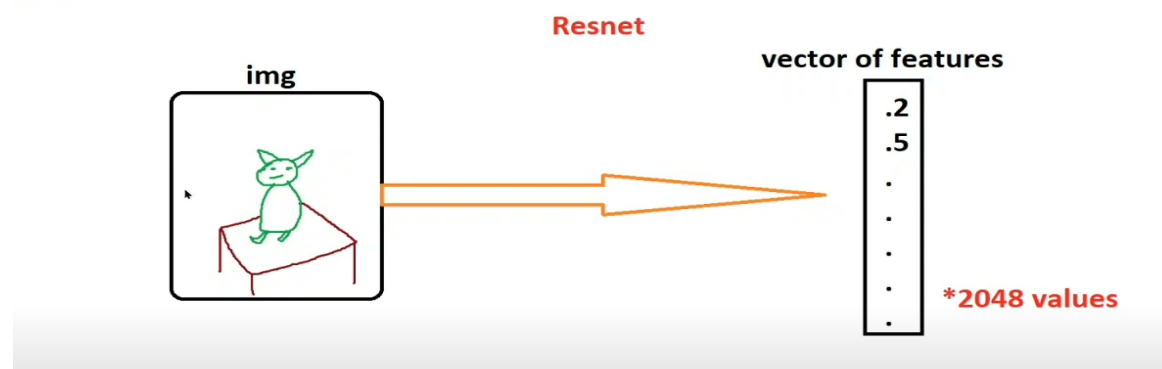 Resnet
img
vector of features
.2
.5
.
.
.
.
.
*2048 values